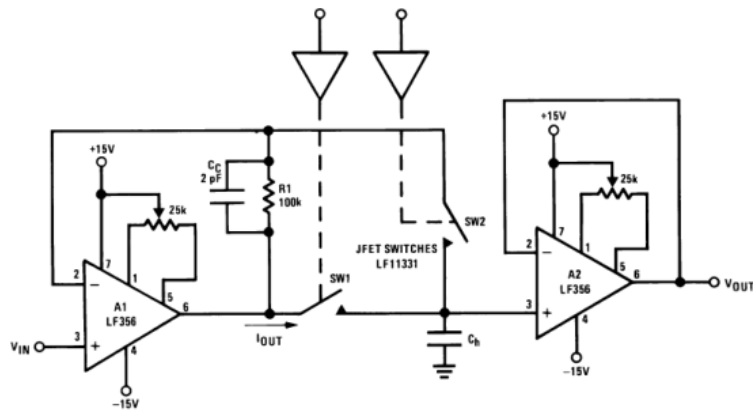 +15V
25k
2
7
1
5
−
A1
LF356
6
3
+
4
VIN
−15V
CC
2 pF
R1
100k
IOUT
SW1
SW2
JFET SWITCHES
LF11331
Ch
+15V
25k
2
7
1
5
−
A2
LF356
6
3
+
4
VOUT
−15V